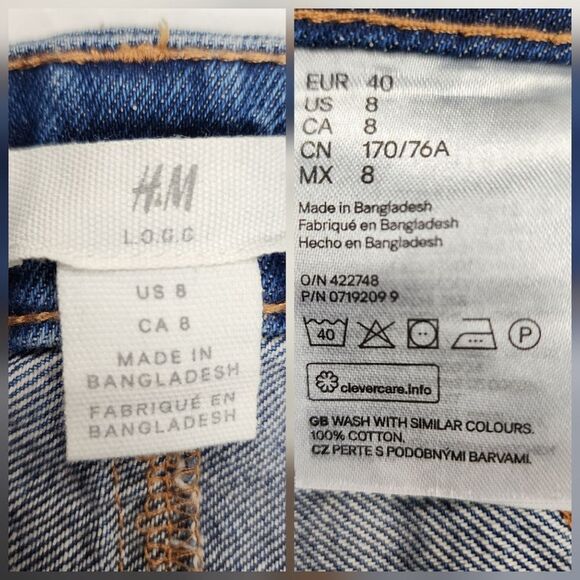 H&M
L.O.G.G
US 8
CA 8
MADE IN
BANGLADESH
FABRIQUÉ EN
BANGLADESH
EUR 40
US 8
CA 8
CN 170/76A
MX 8
Made in Bangladesh
Fabriqué en Bangladesh
Hecho en Bangladesh
O/N 422748
P/N 0719209 9
40
P
clevercare.info
GB WASH WITH SIMILAR COLOURS.
100% COTTON.
CZ PERTE S PODOBNÝMI BARVAMI.